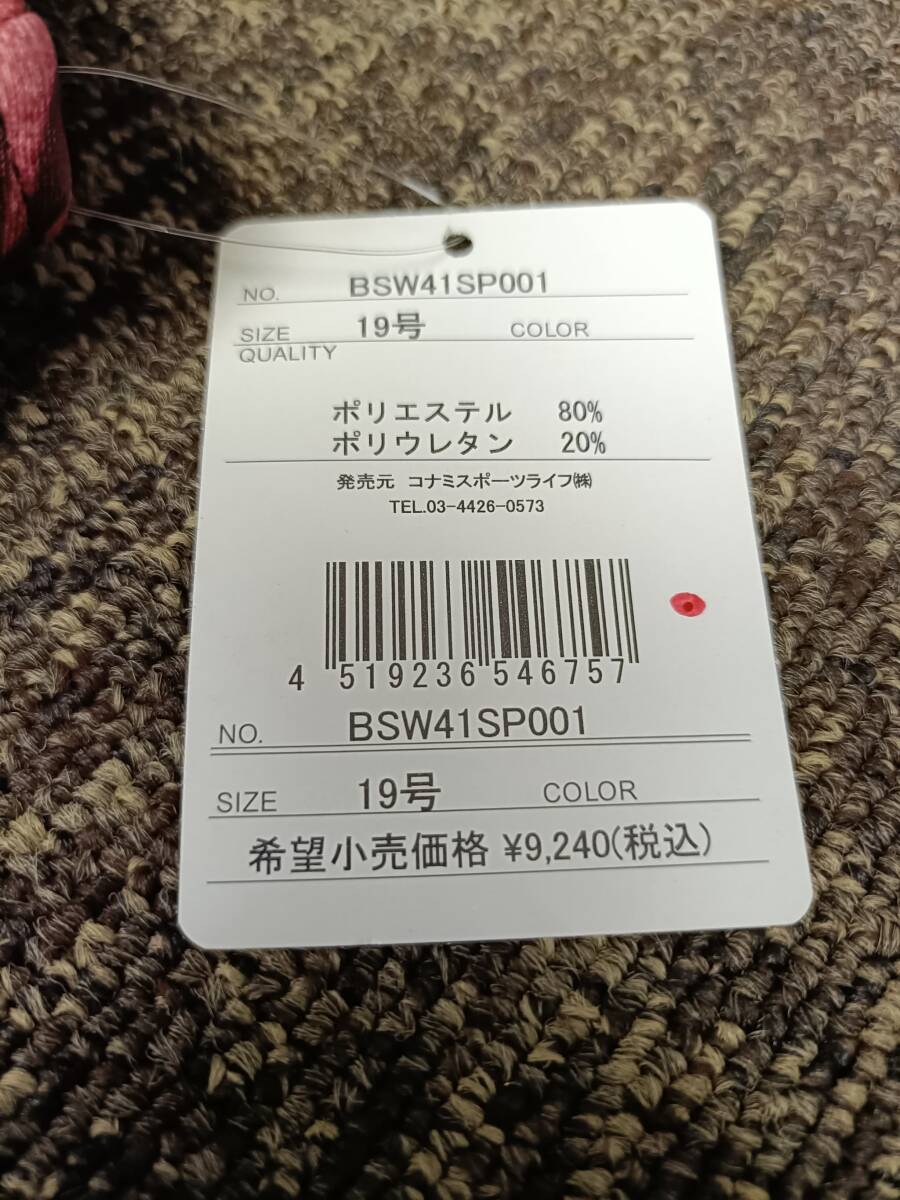 NO. BSW41SP001
SIZE 19号 COLOR
QUALITY
ポリエステル 80%
ポリウレタン 20%
発売元 コナミスポーツライフ㈱
TEL.03-4426-0573
4 519236 546757
NO. BSW41SP001
SIZE 19号 COLOR
希望小売価格 ¥9,240(税込)